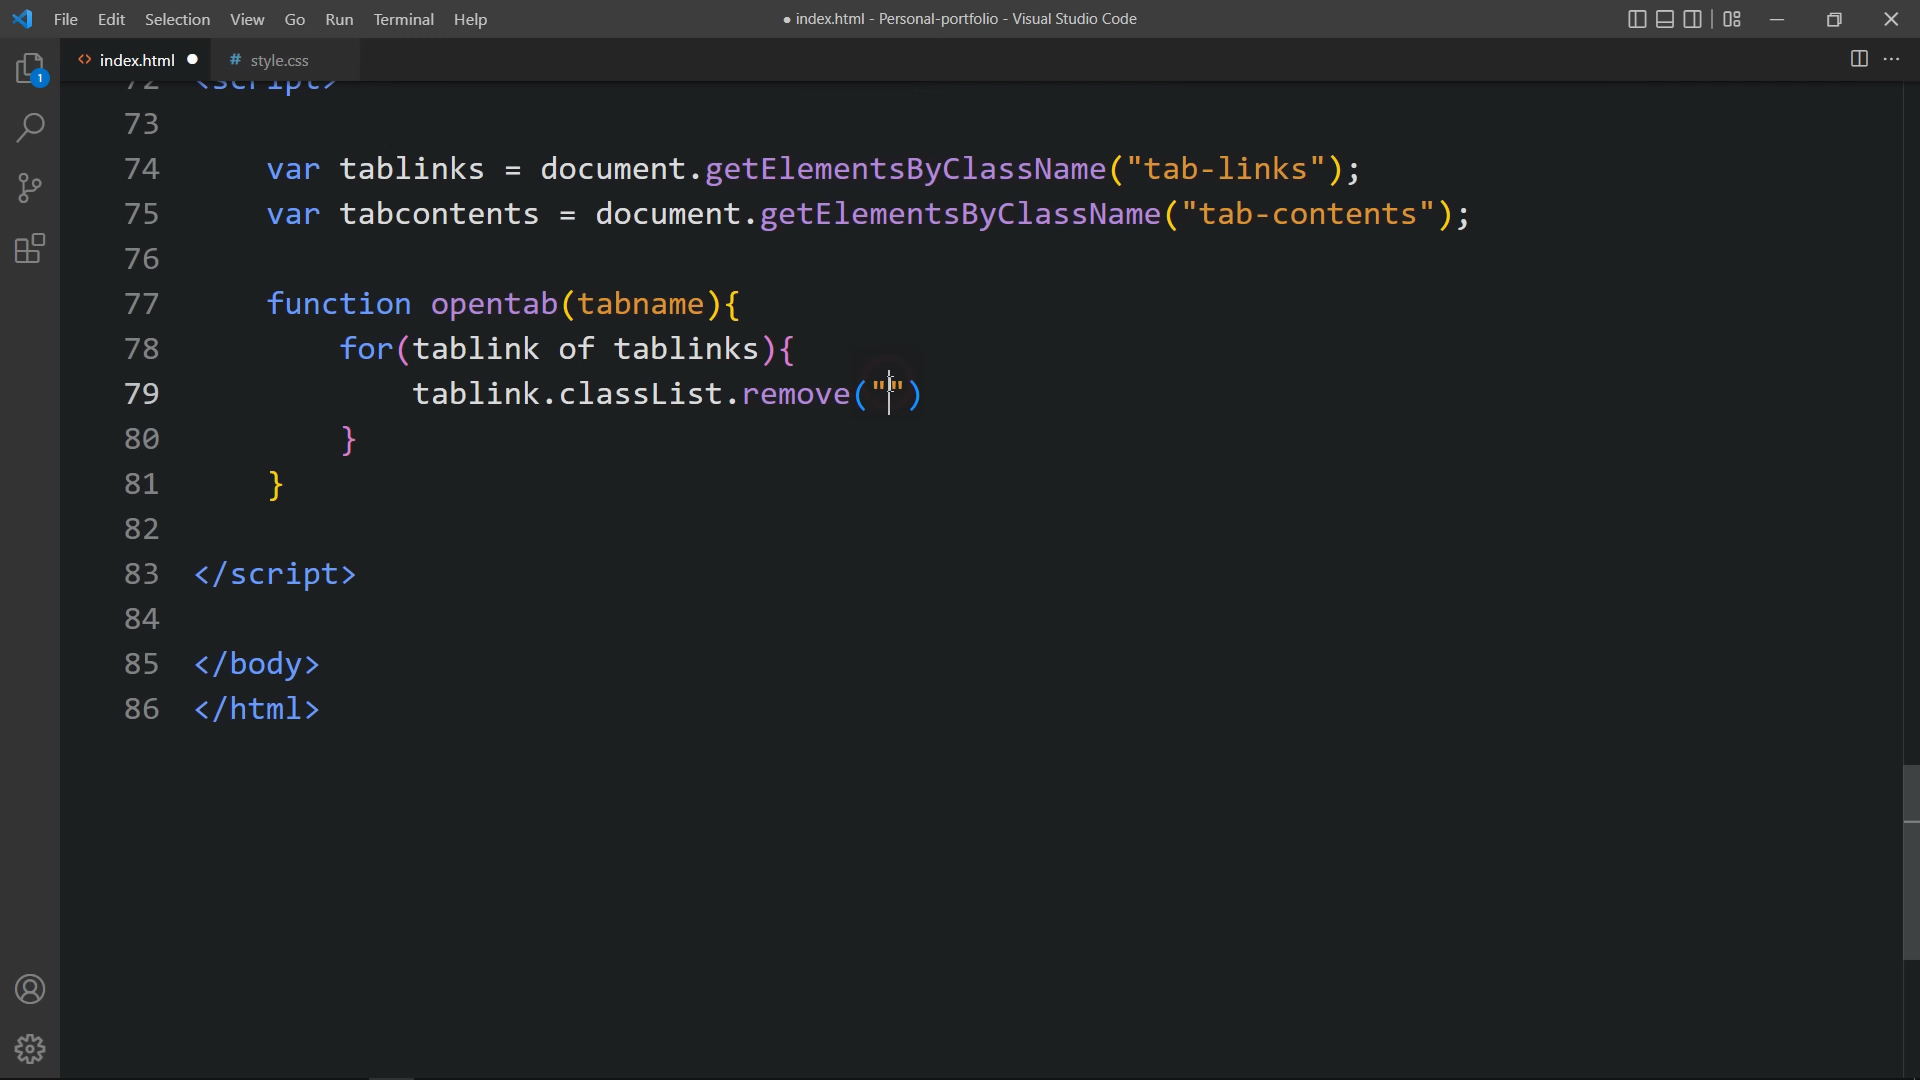 File Edit Selection View Go Run Terminal Help
● index.html - Personal-portfolio - Visual Studio Code
1
<> index.html ●
# style.css
72 <script>
73
74 var tablinks = document.getElementsByClassName("tab-links");
75 var tabcontents = document.getElementsByClassName("tab-contents");
76
77 function opentab(tabname){
78 for(tablink of tablinks){
79 tablink.classList.remove("")
80 }
81 }
82
83 </script>
84
85 </body>
86 </html>